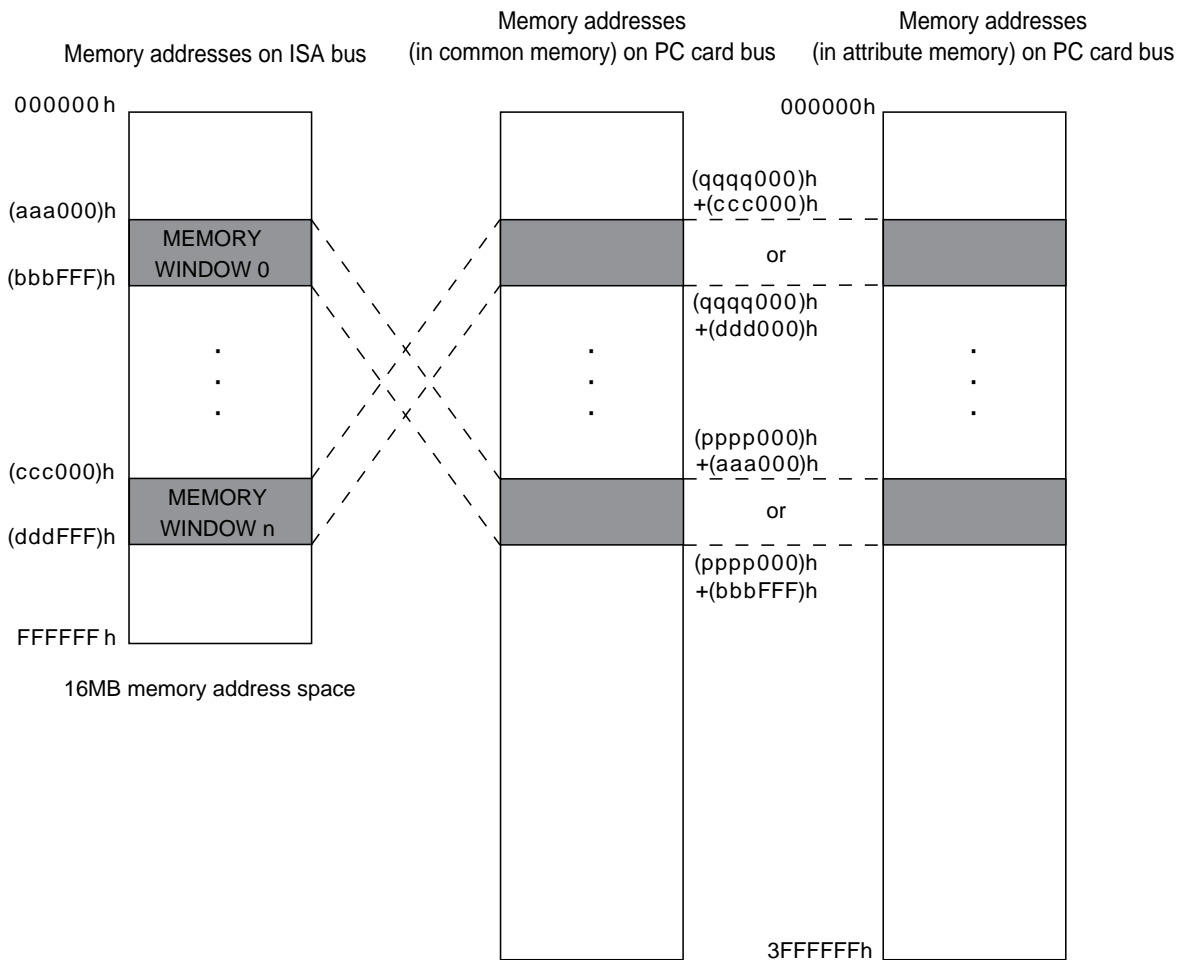 Memory addresses on ISA bus
Memory addresses
(in common memory) on PC card bus
Memory addresses
(in attribute memory) on PC card bus
000000h
000000h
(aaa000)h
MEMORY
WINDOW 0
(bbbFFF)h
(qqqq000)h
+(ccc000)h
or
(qqqq000)h
+(ddd000)h
(ccc000)h
MEMORY
WINDOW n
(dddFFF)h
(pppp000)h
+(aaa000)h
or
(pppp000)h
+(bbbFFF)h
FFFFFFh
16MB memory address space
3FFFFFFh